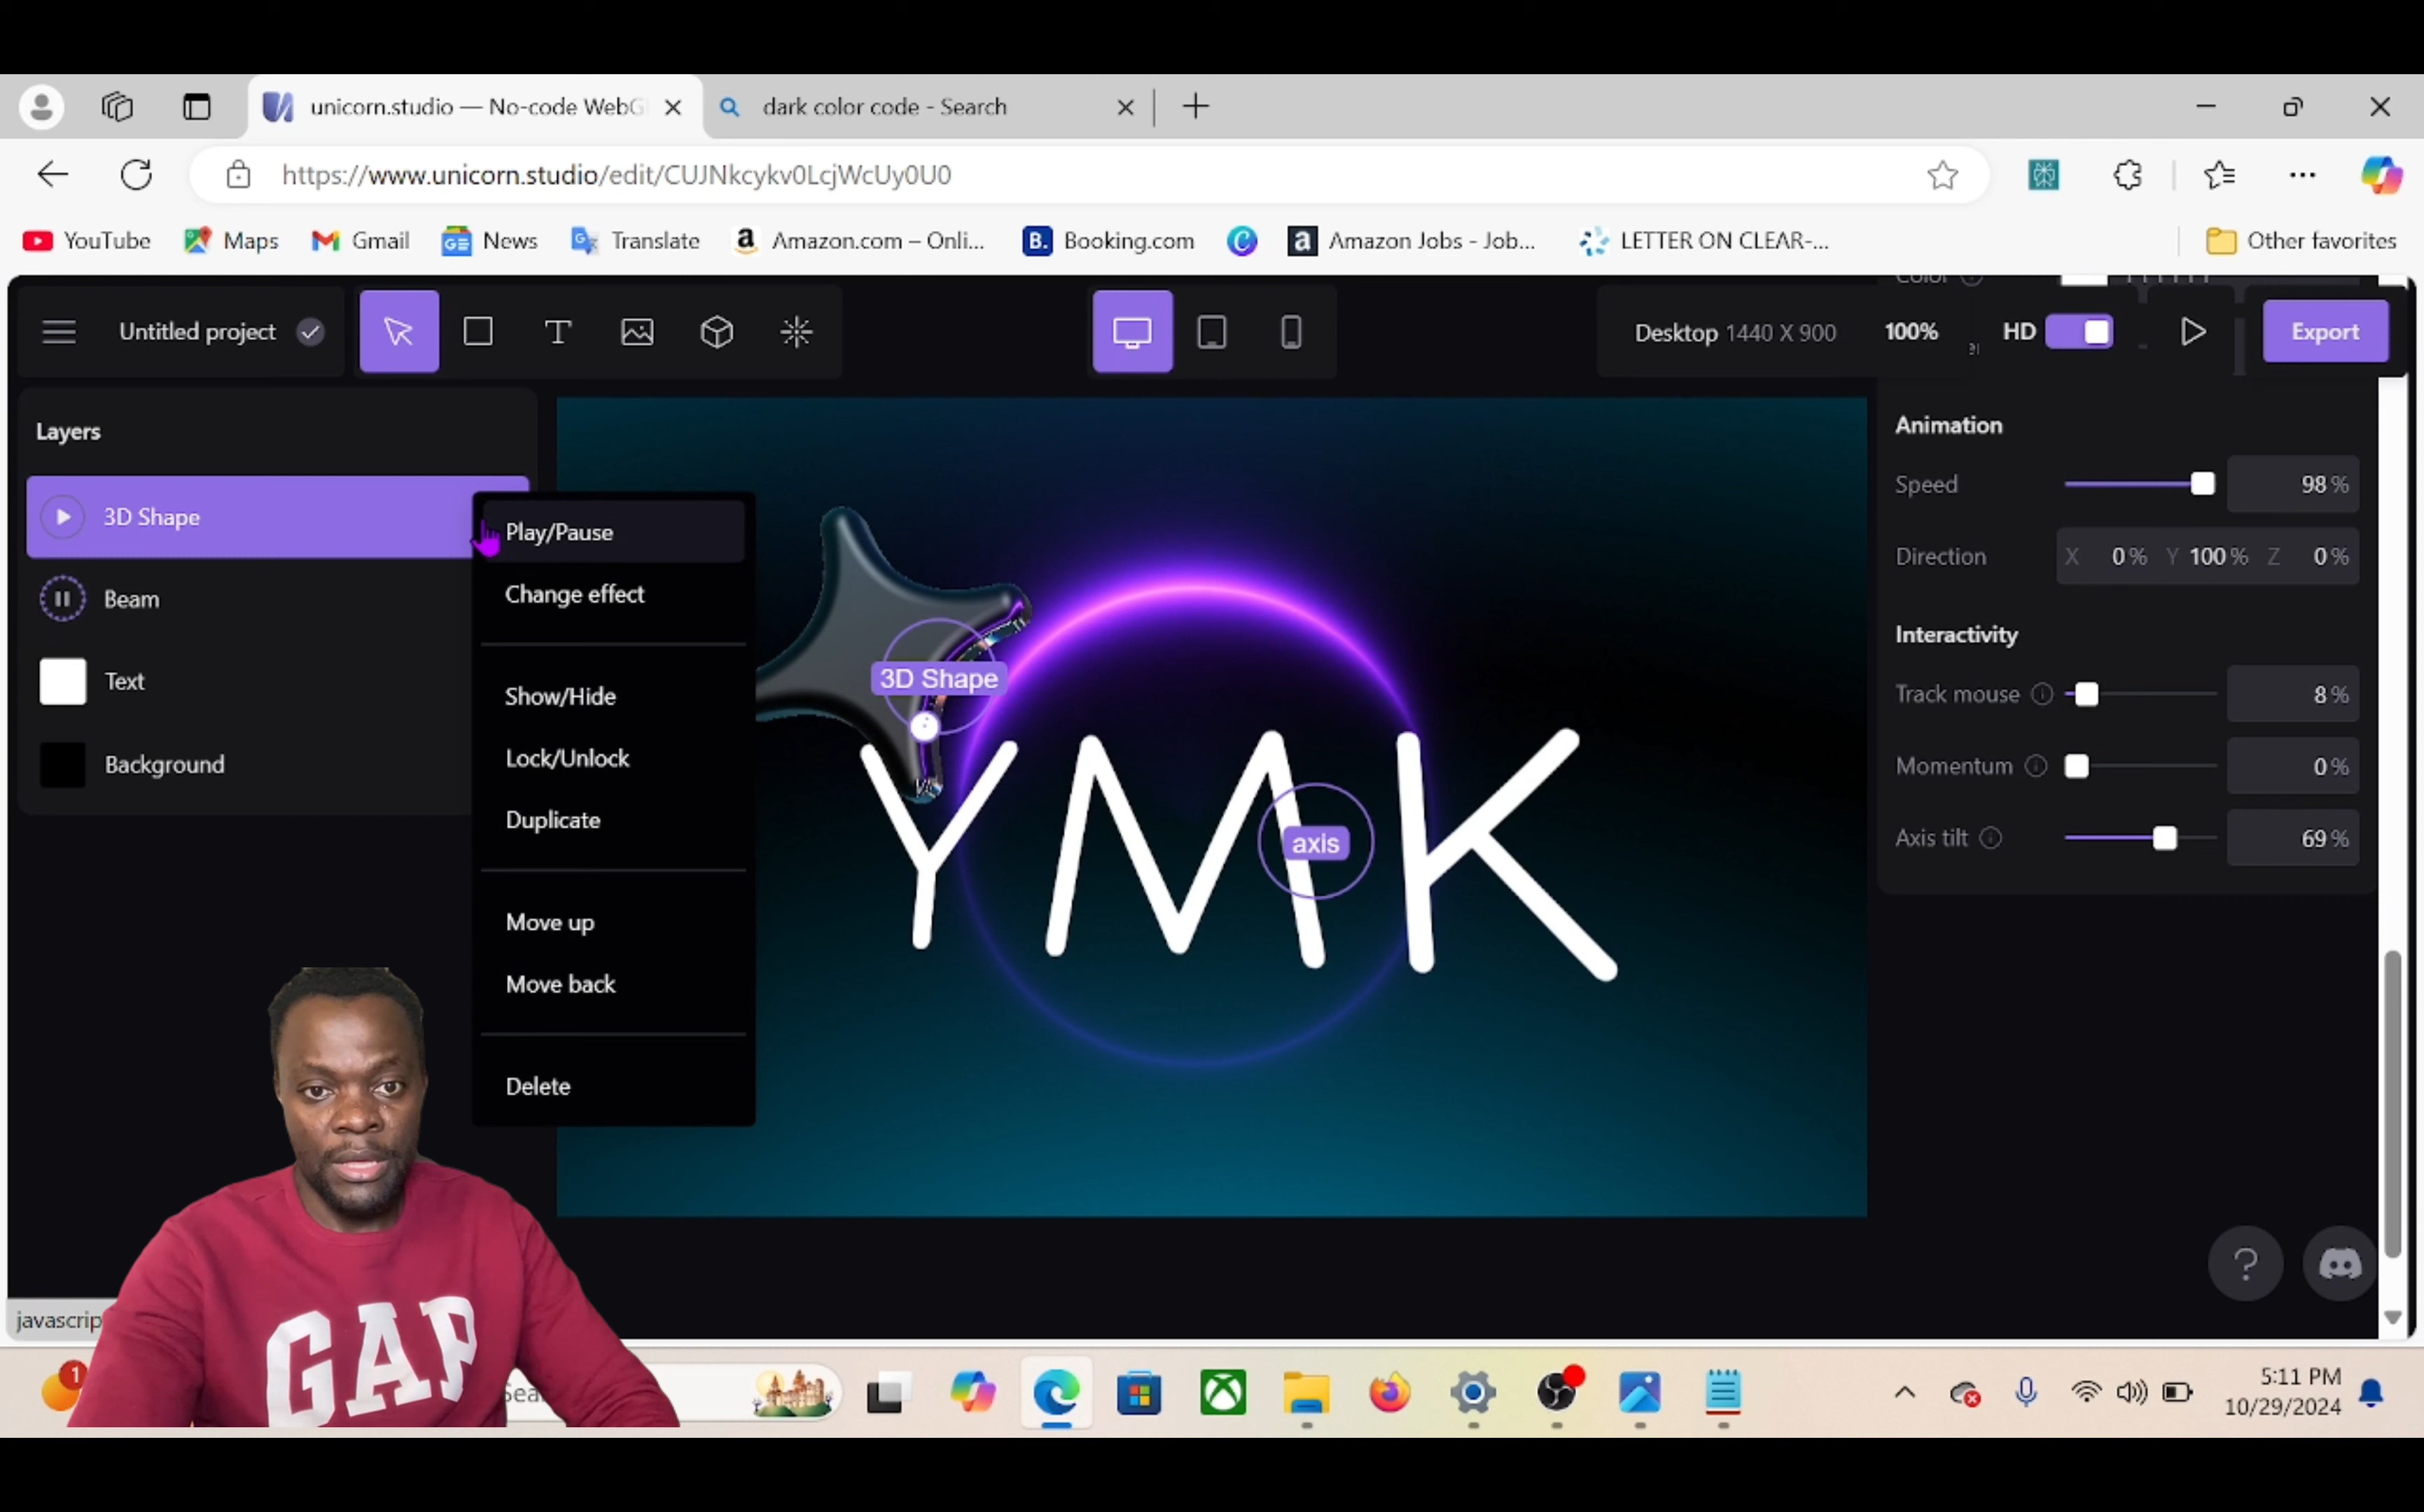 unicorn.studio — No-code WebG
dark color code - Search
https://www.unicorn.studio/edit/CUJNkcykv0LcjWcUy0U0
YouTube
Maps
Gmail
News
Translate
Amazon.com – Onli...
Booking.com
Amazon Jobs - Job...
LETTER ON CLEAR-...
Other favorites
Untitled project
Desktop 1440 X 900
100%
HD
Export
Layers
3D Shape
Beam
Text
Background
Play/Pause
Change effect
Show/Hide
Lock/Unlock
Duplicate
Move up
Move back
Delete
3D Shape
YMK
axis
Animation
Speed 98 %
Direction X 0 % Y 100 % Z 0 %
Interactivity
Track mouse 8 %
Momentum 0 %
Axis tilt 69 %
?
GAP
javascrip
1
5:11 PM
10/29/2024